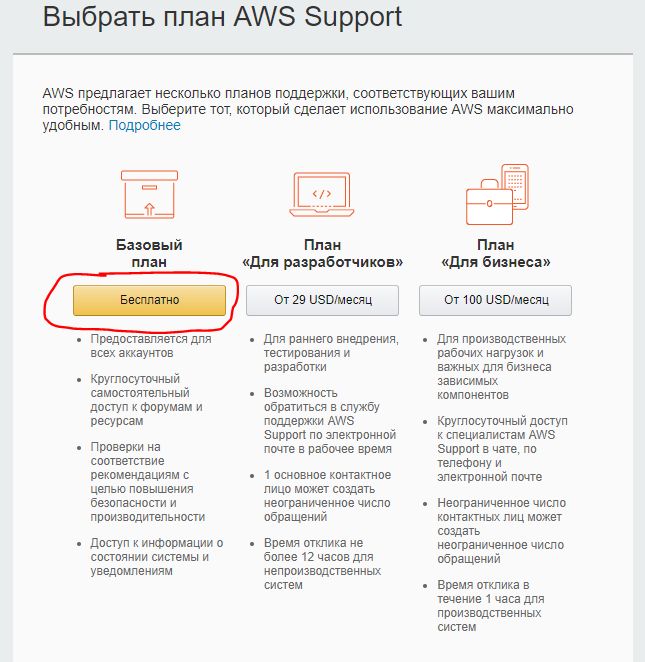 Выбрать план AWS Support
AWS предлагает несколько планов поддержки, соответствующих вашим
потребностям. Выберите тот, который сделает использование AWS максимально
удобным. Подробнее
Базовый
план
Бесплатно
• Предоставляется для
всех аккаунтов
• Круглосуточный
самостоятельный
доступ к форумам и
ресурсам
• Проверки на
соответствие
рекомендациям с
целью повышения
безопасности и
производительности
• Доступ к информации о
состоянии системы и
уведомлениям
</> 
План
«Для разработчиков»
От 29 USD/месяц
• Для раннего внедрения,
тестирования и
разработки
• Возможность
обратиться в службу
поддержки AWS
Support по электронной
почте в рабочее время
• 1 основное контактное
лицо может создать
неограниченное число
обращений
• Время отклика не
более 12 часов для
непроизводственных
систем
План
«Для бизнеса»
От 100 USD/месяц
• Для производственных
рабочих нагрузок и
важных для бизнеса
зависимых
компонентов
• Круглосуточный доступ
к специалистам AWS
Support в чате, по
телефону и
электронной почте
• Неограниченное число
контактных лиц может
создать
неограниченное число
обращений
• Время отклика в
течение 1 часа для
производственных
систем